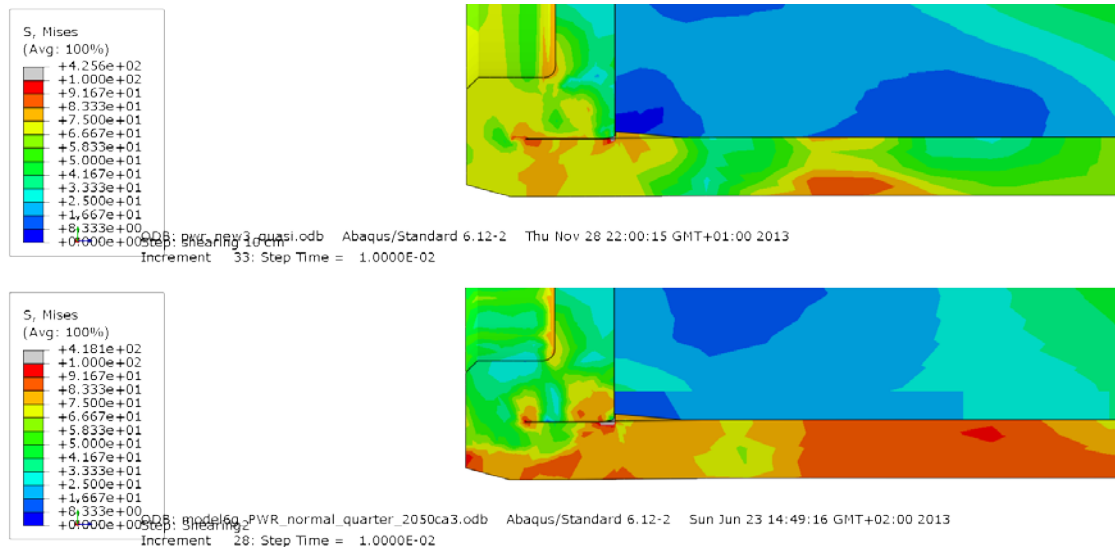 S, Mises
(Avg: 100%)
+4.256e+02
+1.000e+02
+9.167e+01
+8.333e+01
+7.500e+01
+6.667e+01
+5.833e+01
+5.000e+01
+4.167e+01
+3.333e+01
+2.500e+01
+1.667e+01
+8.333e+00
+0.000e+00
ODB: pwr_new3_quasi.odb Abaqus/Standard 6.12-2 Thu Nov 28 22:00:15 GMT+01:00 2013
Step: shearing 10 cm
Increment 33: Step Time = 1.0000E-02
S, Mises
(Avg: 100%)
+4.181e+02
+1.000e+02
+9.167e+01
+8.333e+01
+7.500e+01
+6.667e+01
+5.833e+01
+5.000e+01
+4.167e+01
+3.333e+01
+2.500e+01
+1.667e+01
+8.333e+00
+0.000e+00
ODB: model6g_PWR_normal_quarter_2050ca3.odb Abaqus/Standard 6.12-2 Sun Jun 23 14:49:16 GMT+02:00 2013
Step: Shearing2
Increment 28: Step Time = 1.0000E-02